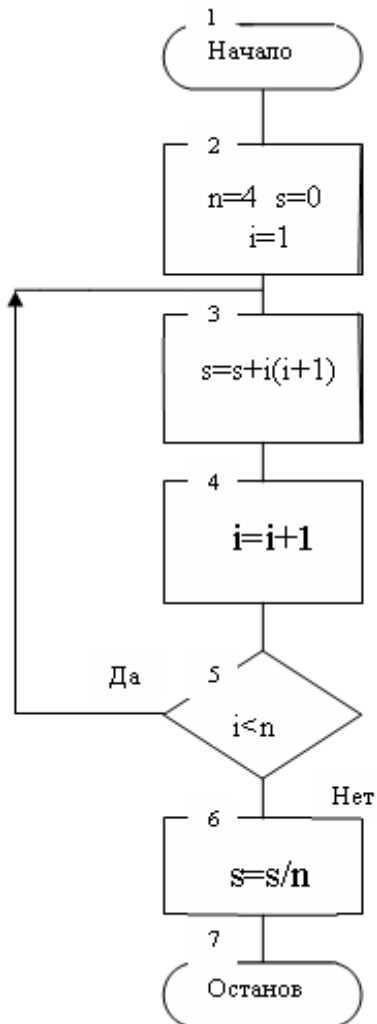 1
Начало
2
n=4 s=0
i=1
3
s=s+i(i+1)
4
i=i+1
5
Да
i<n
Нет
6
s=s/n
7
Останов